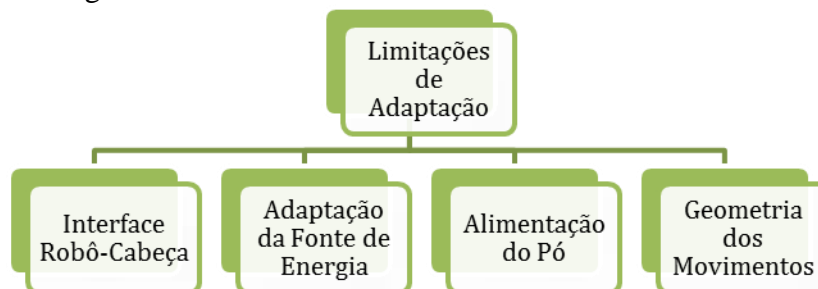 Limitações
de
Adaptação
Interface
Robô-Cabeça
Adaptação
da Fonte de
Energia
Alimentação
do Pó
Geometria
dos
Movimentos